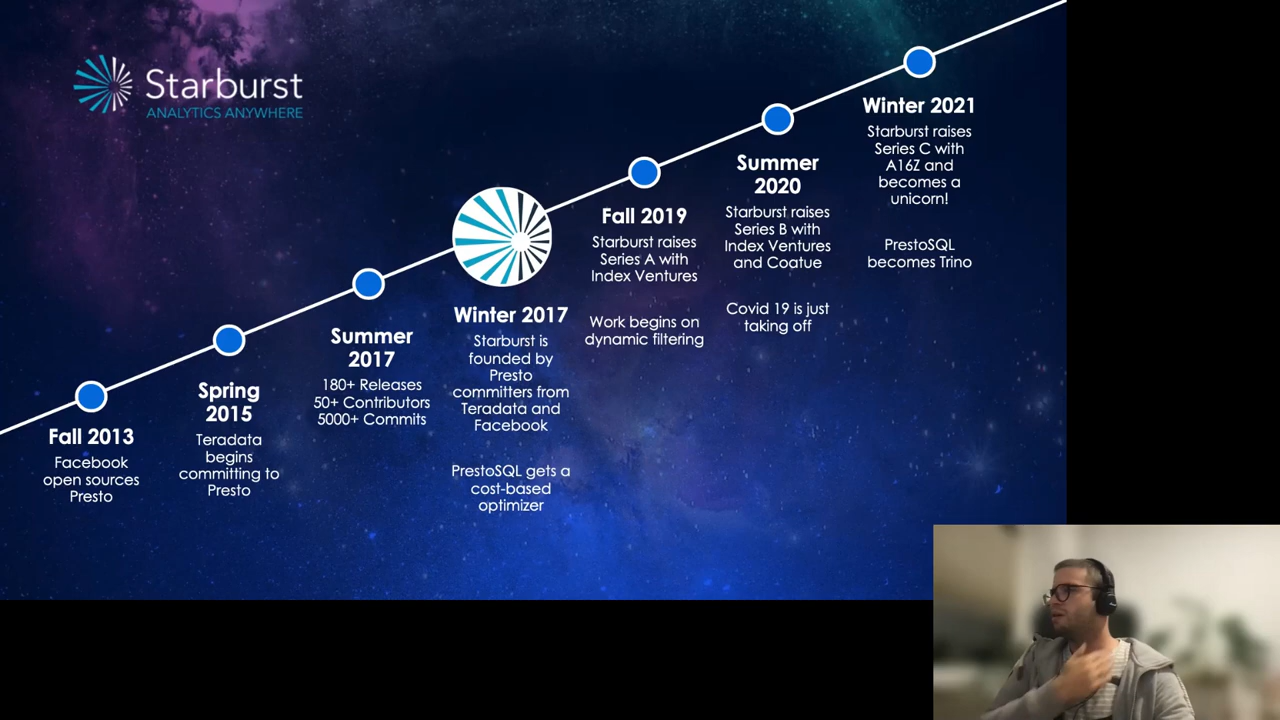 Starburst
ANALYTICS ANYWHERE
Fall 2013
Facebook
open sources
Presto
Spring
2015
Teradata
begins
committing to
Presto
Summer
2017
180+ Releases
50+ Contributors
5000+ Commits
Winter 2017
Starburst is
founded by
Presto
committers from
Teradata and
Facebook
PrestoSQL gets a
cost-based
optimizer
Fall 2019
Starburst raises
Series A with
Index Ventures
Work begins on
dynamic filtering
Summer
2020
Starburst raises
Series B with
Index Ventures
and Coatue
Covid 19 is just
taking off
Winter 2021
Starburst raises
Series C with
A16Z and
becomes a
unicorn!
PrestoSQL
becomes Trino